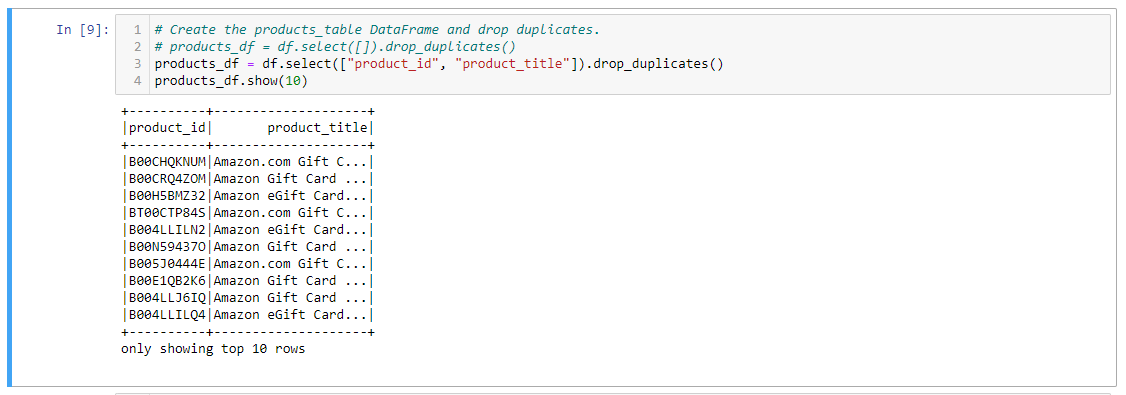 In [9]:
1 # Create the products_table DataFrame and drop duplicates.
2 # products_df = df.select([]).drop_duplicates()
3 products_df = df.select(["product_id", "product_title"]).drop_duplicates()
4 products_df.show(10)
+----------+--------------------+
|product_id|       product_title|
+----------+--------------------+
|B00CHQKNUM|Amazon.com Gift C...|
|B00CRQ4ZOM|Amazon Gift Card ...|
|B00H5BMZ32|Amazon eGift Card...|
|BT00CTP84S|Amazon.com Gift C...|
|B004LLILN2|Amazon eGift Card...|
|B00N59437O|Amazon Gift Card ...|
|B005J0444E|Amazon.com Gift C...|
|B00E1QB2K6|Amazon Gift Card ...|
|B004LLJ6IQ|Amazon Gift Card ...|
|B004LLILQ4|Amazon eGift Card...|
+----------+--------------------+
only showing top 10 rows